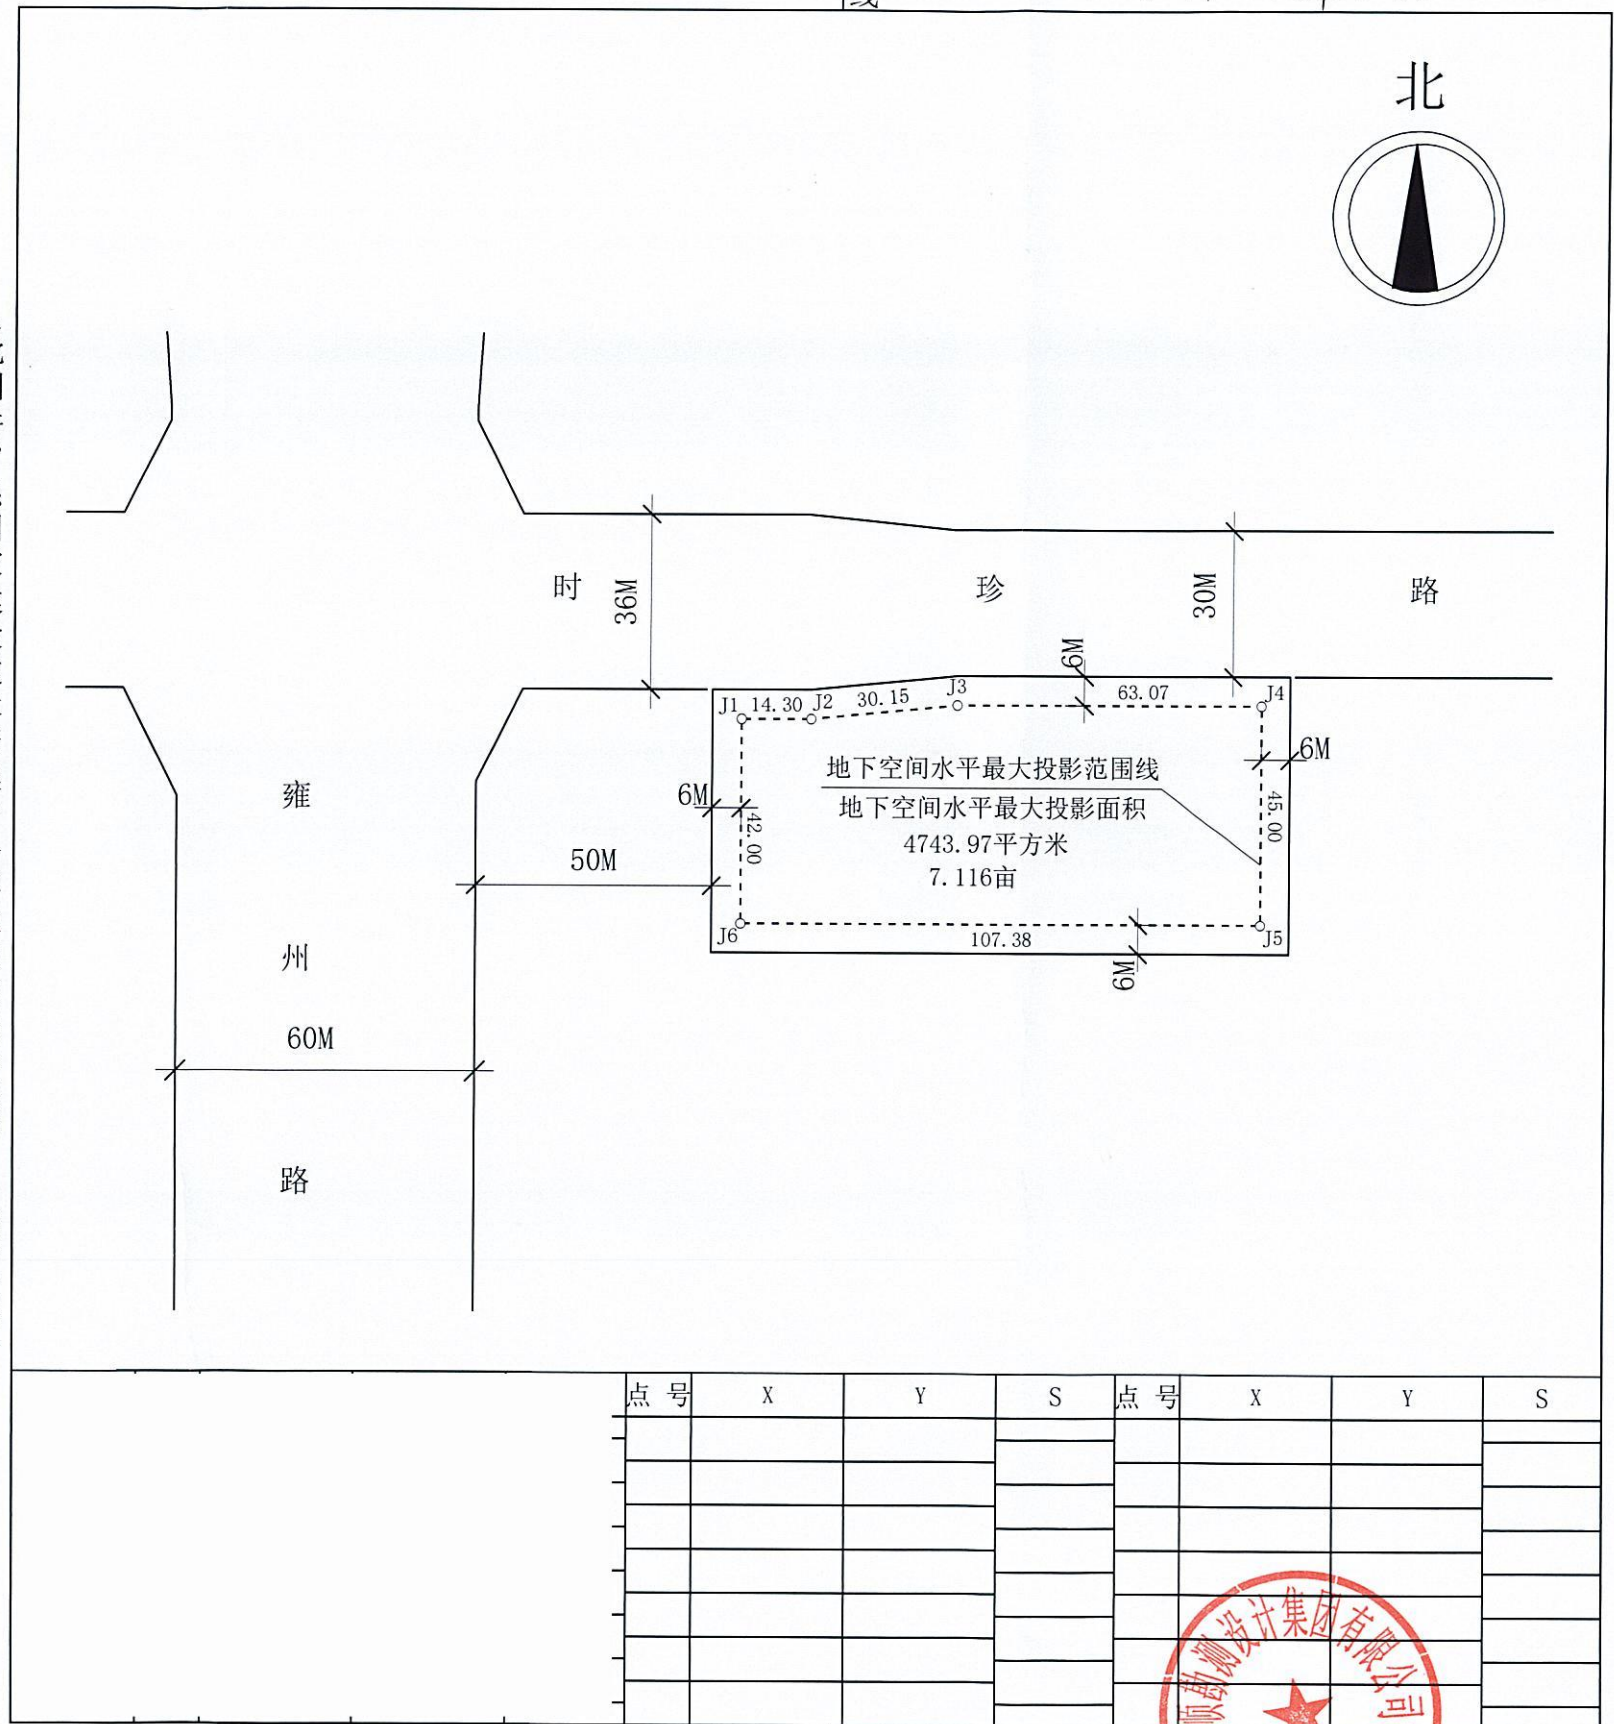 北
时 珍 路
36M
30M
6M
J1 14.30 J2 30.15 J3 63.07 J4
6M
地下空间水平最大投影范围线
地下空间水平最大投影面积
4743.97平方米
7.116亩
6M
42.00
45.00
50M
J6 107.38 J5
6M
雍
州
60M
路
点 号 X Y S 点 号 X Y S
勘测设计集团有限公司